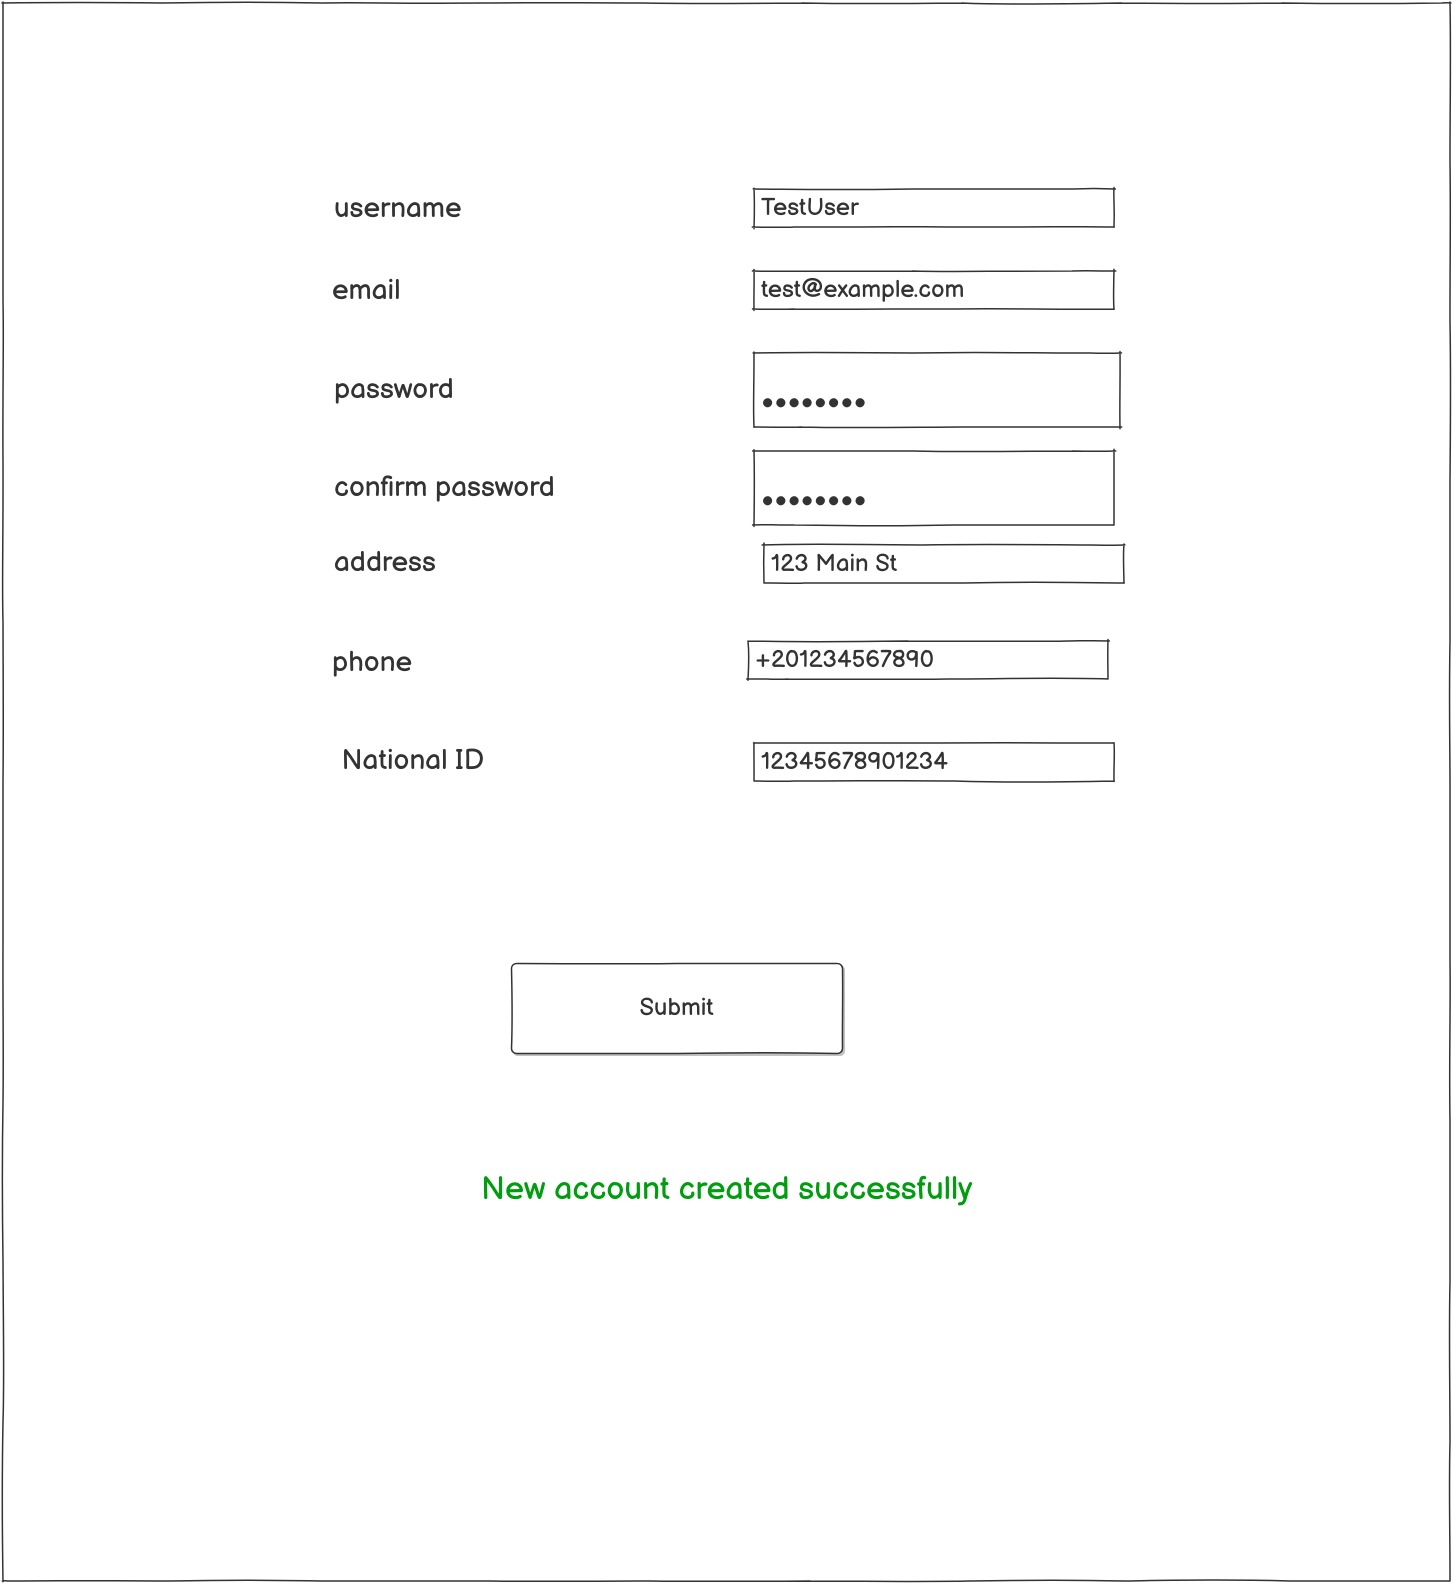 username TestUser
email test@example.com
password ••••••••
confirm password ••••••••
address 123 Main St
phone +201234567890
National ID 12345678901234
Submit
New account created successfully